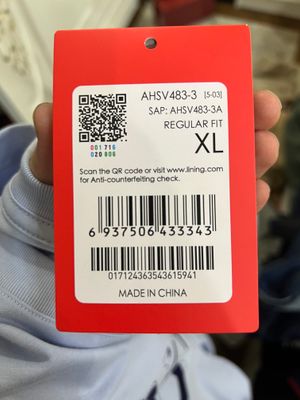 AHSV483-3 [5-03]
SAP: AHSV483-3A
REGULAR FIT
XL
001 716
020 806
Scan the QR code or visit www.lining.com
for Anti-counterfeiting check.
6 937506 433343
017124363543615941
MADE IN CHINA